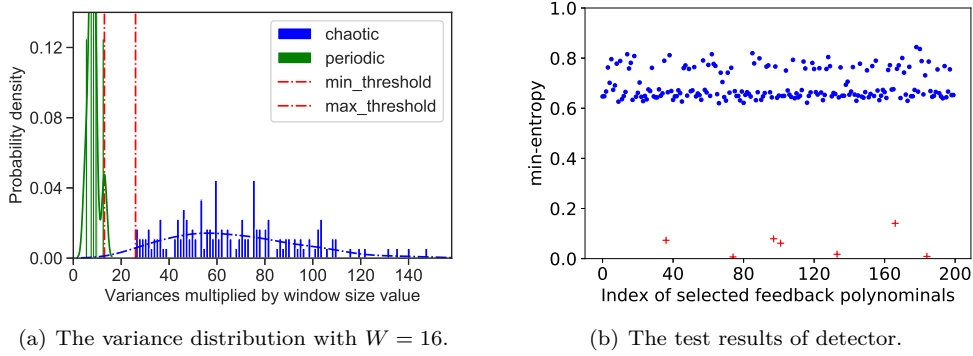 chaotic
periodic
min_threshold
max_threshold
0.12
0.08
0.04
0.00
Probability density
0 20 40 60 80 100 120 140
Variances multiplied by window size value
(a) The variance distribution with W = 16.
1.0
0.8
0.6
0.4
0.2
0.0
min-entropy
0 40 80 120 160 200
Index of selected feedback polynominals
(b) The test results of detector.